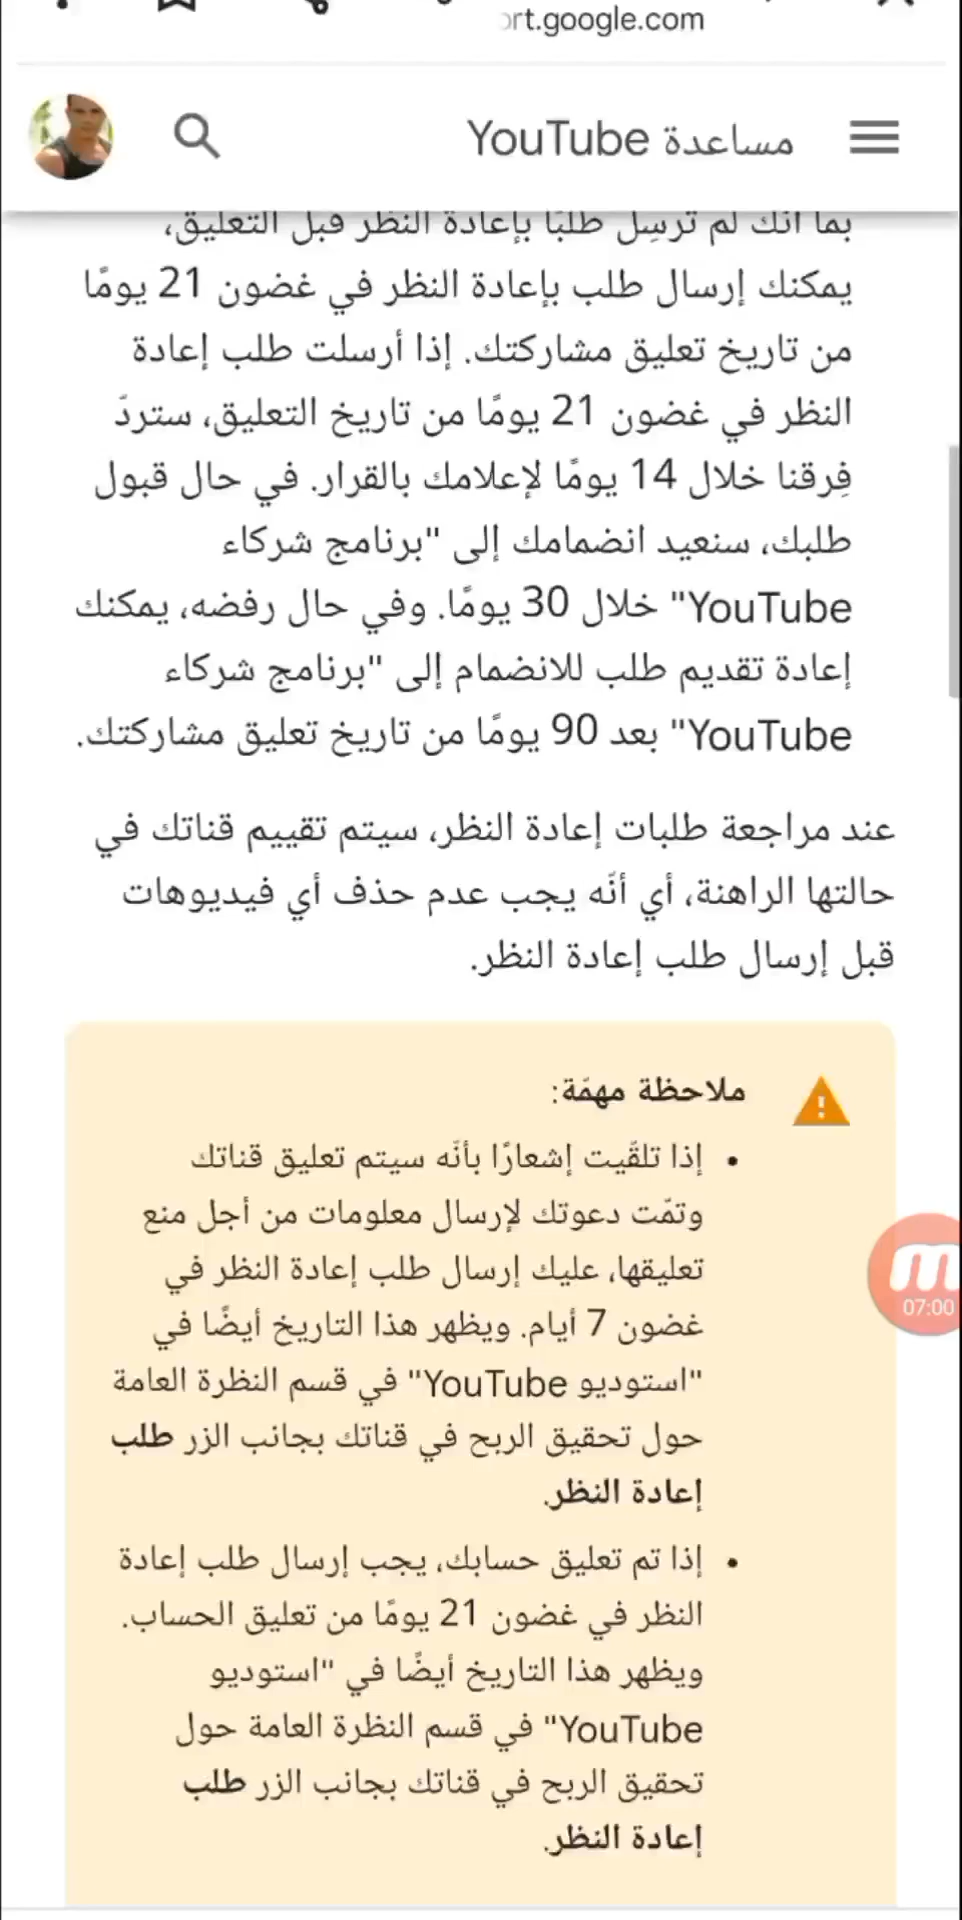 ort.google.com
مساعدة YouTube
بما أنك لم ترسِل طلبًا بإعادة النظر قبل التعليق،
يمكنك إرسال طلب بإعادة النظر في غضون 21 يومًا
من تاريخ تعليق مشاركتك. إذا أرسلت طلب إعادة
النظر في غضون 21 يومًا من تاريخ التعليق، ستردّ
فِرقنا خلال 14 يومًا لإعلامك بالقرار. في حال قبول
طلبك، سنعيد انضمامك إلى "برنامج شركاء
YouTube" خلال 30 يومًا. وفي حال رفضه، يمكنك
إعادة تقديم طلب للانضمام إلى "برنامج شركاء
YouTube" بعد 90 يومًا من تاريخ تعليق مشاركتك.
عند مراجعة طلبات إعادة النظر، سيتم تقييم قناتك في
حالتها الراهنة، أي أنّه يجب عدم حذف أي فيديوهات
قبل إرسال طلب إعادة النظر.
ملاحظة مهمّة:
• إذا تلقّيت إشعارًا بأنّه سيتم تعليق قناتك
وتمّت دعوتك لإرسال معلومات من أجل منع
تعليقها، عليك إرسال طلب إعادة النظر في
غضون 7 أيام. ويظهر هذا التاريخ أيضًا في
"استوديو YouTube" في قسم النظرة العامة
حول تحقيق الربح في قناتك بجانب الزر طلب
إعادة النظر.
• إذا تم تعليق حسابك، يجب إرسال طلب إعادة
النظر في غضون 21 يومًا من تعليق الحساب.
ويظهر هذا التاريخ أيضًا في "استوديو
YouTube" في قسم النظرة العامة حول
تحقيق الربح في قناتك بجانب الزر طلب
إعادة النظر.
07:00